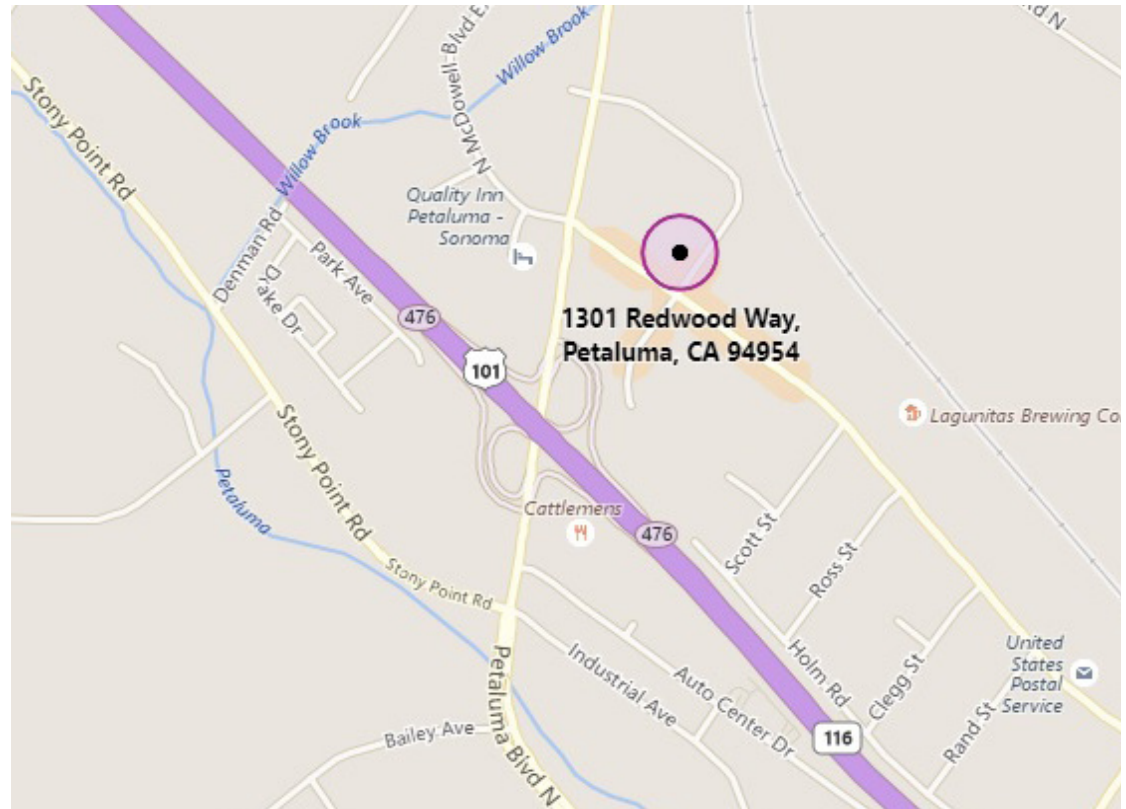 N McDowell Blvd E
Willow Brook
d N
Stony Point Rd
Willow Brook
Quality Inn
Petaluma -
Sonoma
Denman Rd
Park Ave
Drake Dr
476
101
1301 Redwood Way,
Petaluma, CA 94954
Lagunitas Brewing Co
Stony Point Rd
Petaluma
Cattlemens
476
Scott St
Ross St
Stony Point Rd
Holm Rd
Clegg St
United
States
Postal
Service
Industrial Ave
Auto Center Dr
Petaluma Blvd N
Bailey Ave
116
Rand St